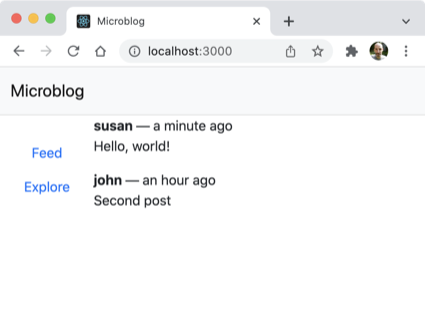 Microblog
localhost:3000
Microblog
Feed
Explore
susan — a minute ago
Hello, world!
john — an hour ago
Second post